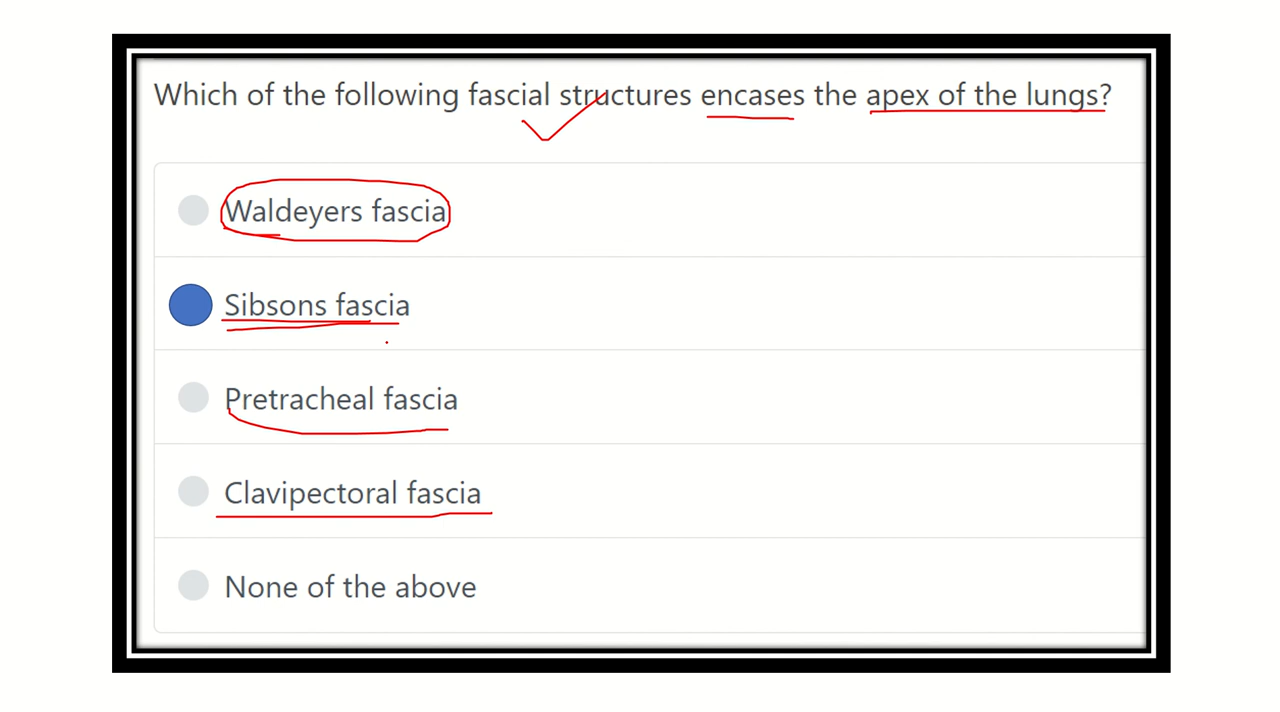 Which of the following fascial structures encases the apex of the lungs?
Waldeyers fascia
Sibsons fascia
Pretracheal fascia
Clavipectoral fascia
None of the above